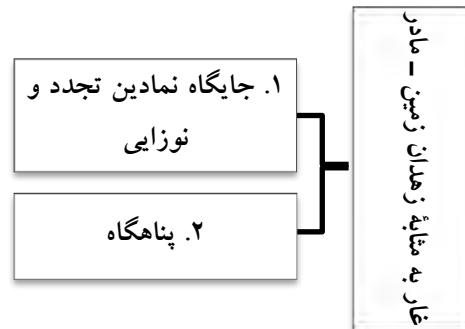 غار به مثابهٔ زهدان زمین ـ مادر
۱. جایگاه نمادین تجدد و
نوزایی
۲. پناهگاه